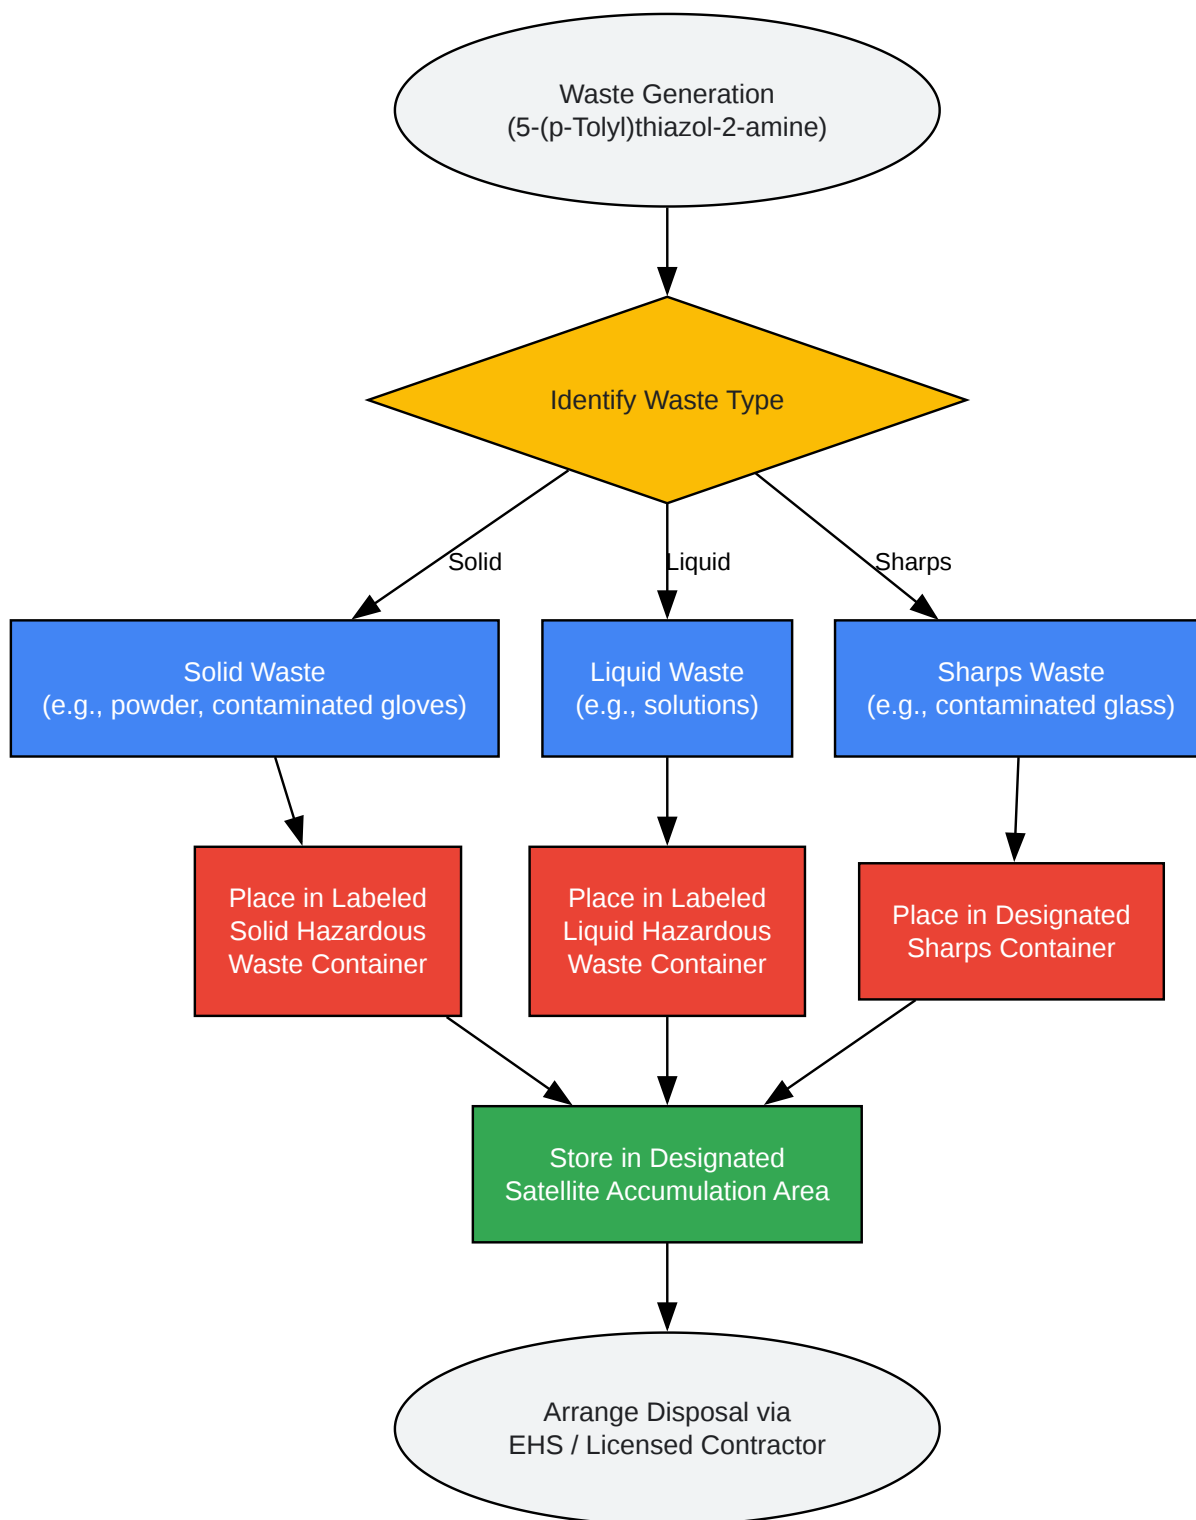 Waste Generation
(5-(p-Tolyl)thiazol-2-amine)
Identify Waste Type
Solid
Liquid
Sharps
Solid Waste
(e.g., powder, contaminated gloves)
Liquid Waste
(e.g., solutions)
Sharps Waste
(e.g., contaminated glass)
Place in Labeled
Solid Hazardous
Waste Container
Place in Labeled
Liquid Hazardous
Waste Container
Place in Designated
Sharps Container
Store in Designated
Satellite Accumulation Area
Arrange Disposal via
EHS / Licensed Contractor